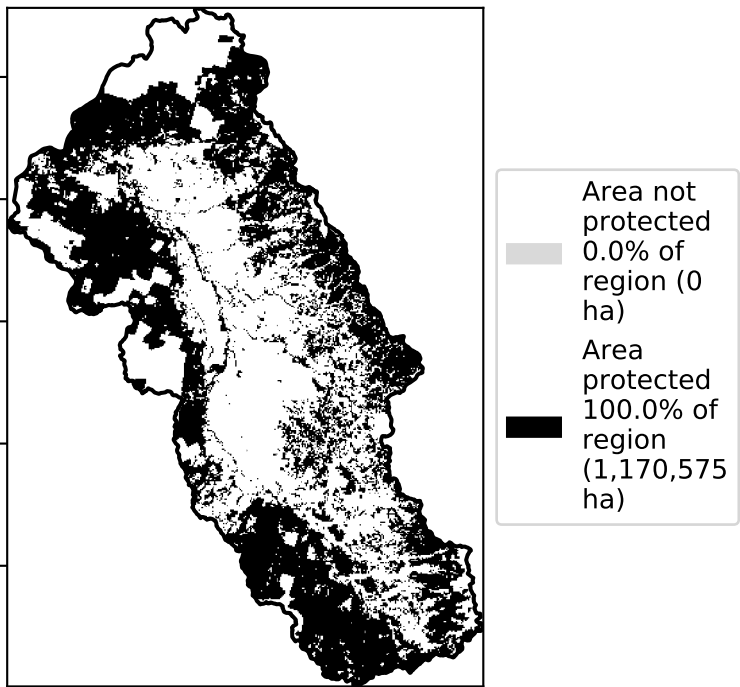 Area not
protected
0.0% of
region (0
ha)
Area
protected
100.0% of
region
(1,170,575
ha)